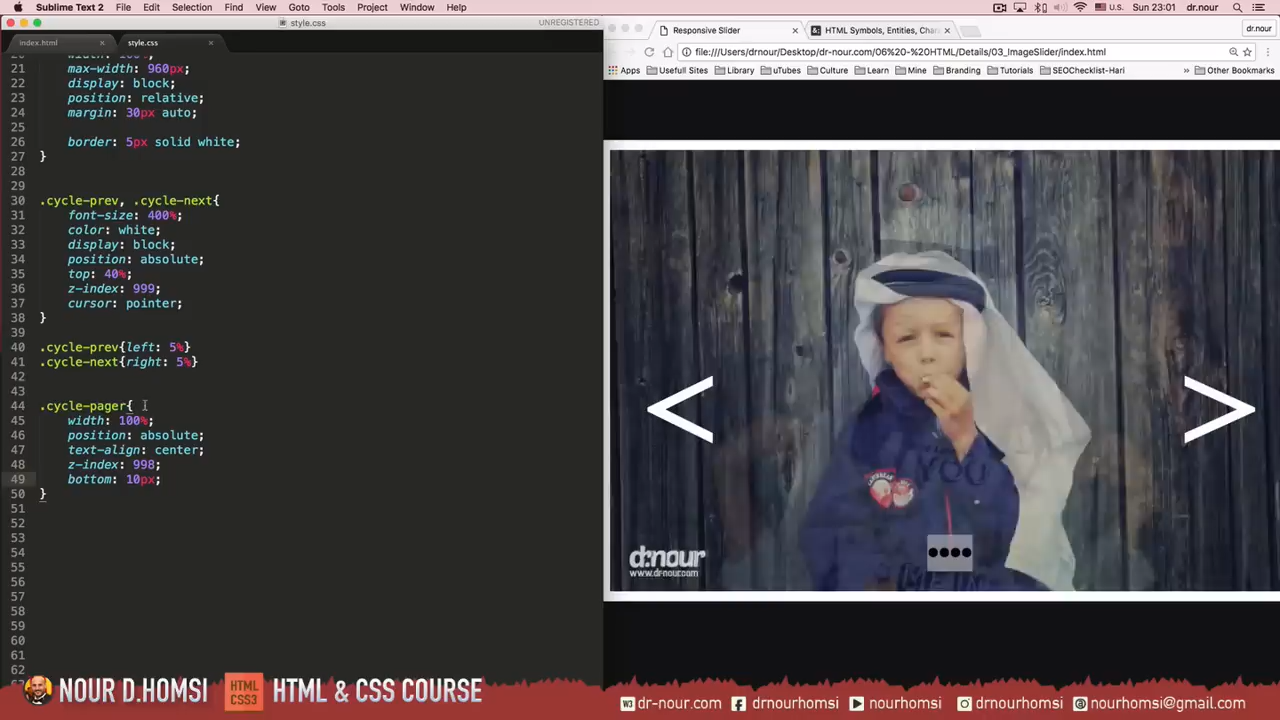 Sublime Text 2 File Edit Selection Find View Goto Tools Project Window Help
U.S. Sun 23:01 dr.nour
style.css
UNREGISTERED
index.html
style.css
21 max-width: 960px;
22 display: block;
23 position: relative;
24 margin: 30px auto;
25
26 border: 5px solid white;
27 }
28
29
30 .cycle-prev, .cycle-next{
31 font-size: 400%;
32 color: white;
33 display: block;
34 position: absolute;
35 top: 40%;
36 z-index: 999;
37 cursor: pointer;
38 }
39
40 .cycle-prev{left: 5%}
41 .cycle-next{right: 5%}
42
43
44 .cycle-pager{
45 width: 100%;
46 position: absolute;
47 text-align: center;
48 z-index: 998;
49 bottom: 10px;
50 }
51
52
53
54
55
56
57
58
59
60
61
62
Responsive Slider
HTML Symbols, Entities, Char
dr.nour
file:///Users/drnour/Desktop/dr-nour.com/06%20-%20HTML/Details/03_ImageSlider/index.html
Apps Usefull Sites Library uTubes Culture Learn Mine Branding Tutorials SEOChecklist-Hari » Other Bookmarks
< >
d:nour
www.dr-nour.com
NOUR D.HOMSI
HTML
CSS3
HTML & CSS COURSE
W3 dr-nour.com drnourhomsi nourhomsi drnourhomsi @ nourhomsi@gmail.com